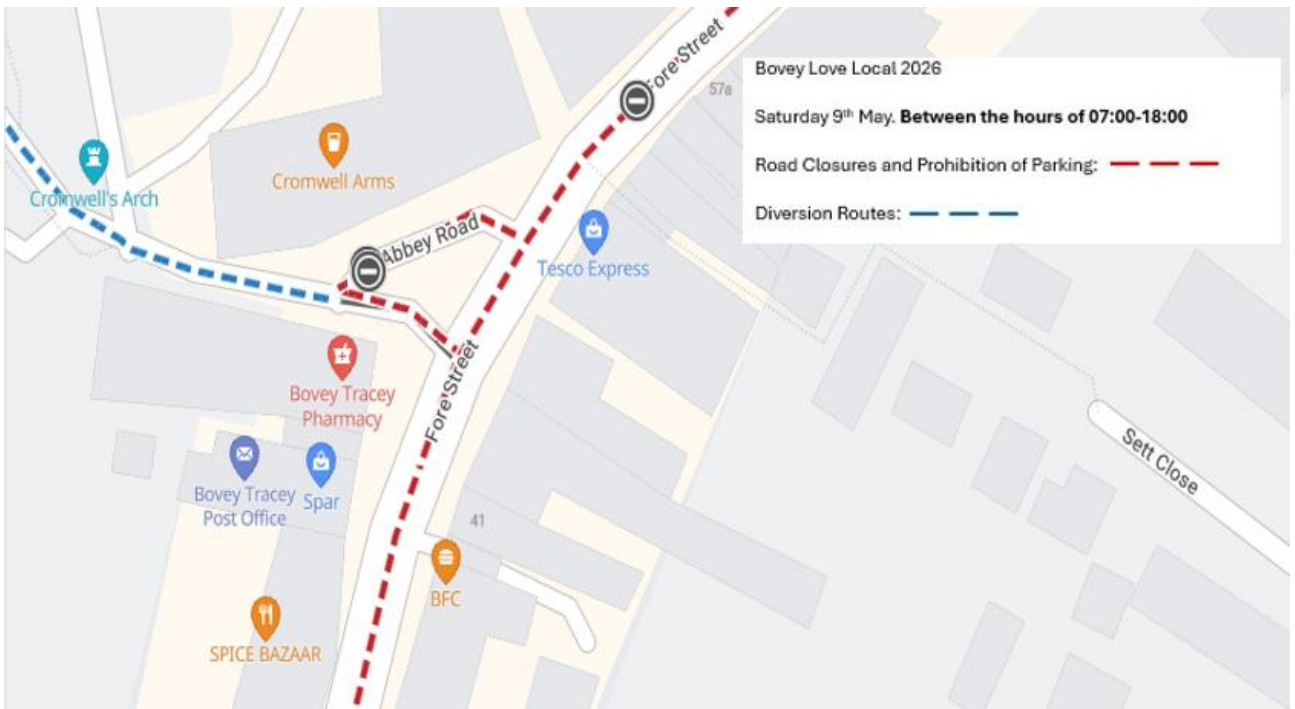 Fore Street
57a
Bovey Love Local 2026
Saturday 9th May. Between the hours of 07:00-18:00
Road Closures and Prohibition of Parking:
Diversion Routes:
Cromwell's Arch
Cromwell Arms
Abbey Road
Tesco Express
Fore Street
Bovey Tracey
Pharmacy
Bovey Tracey
Post Office
Spar
41
BFC
SPICE BAZAAR
Sett Close